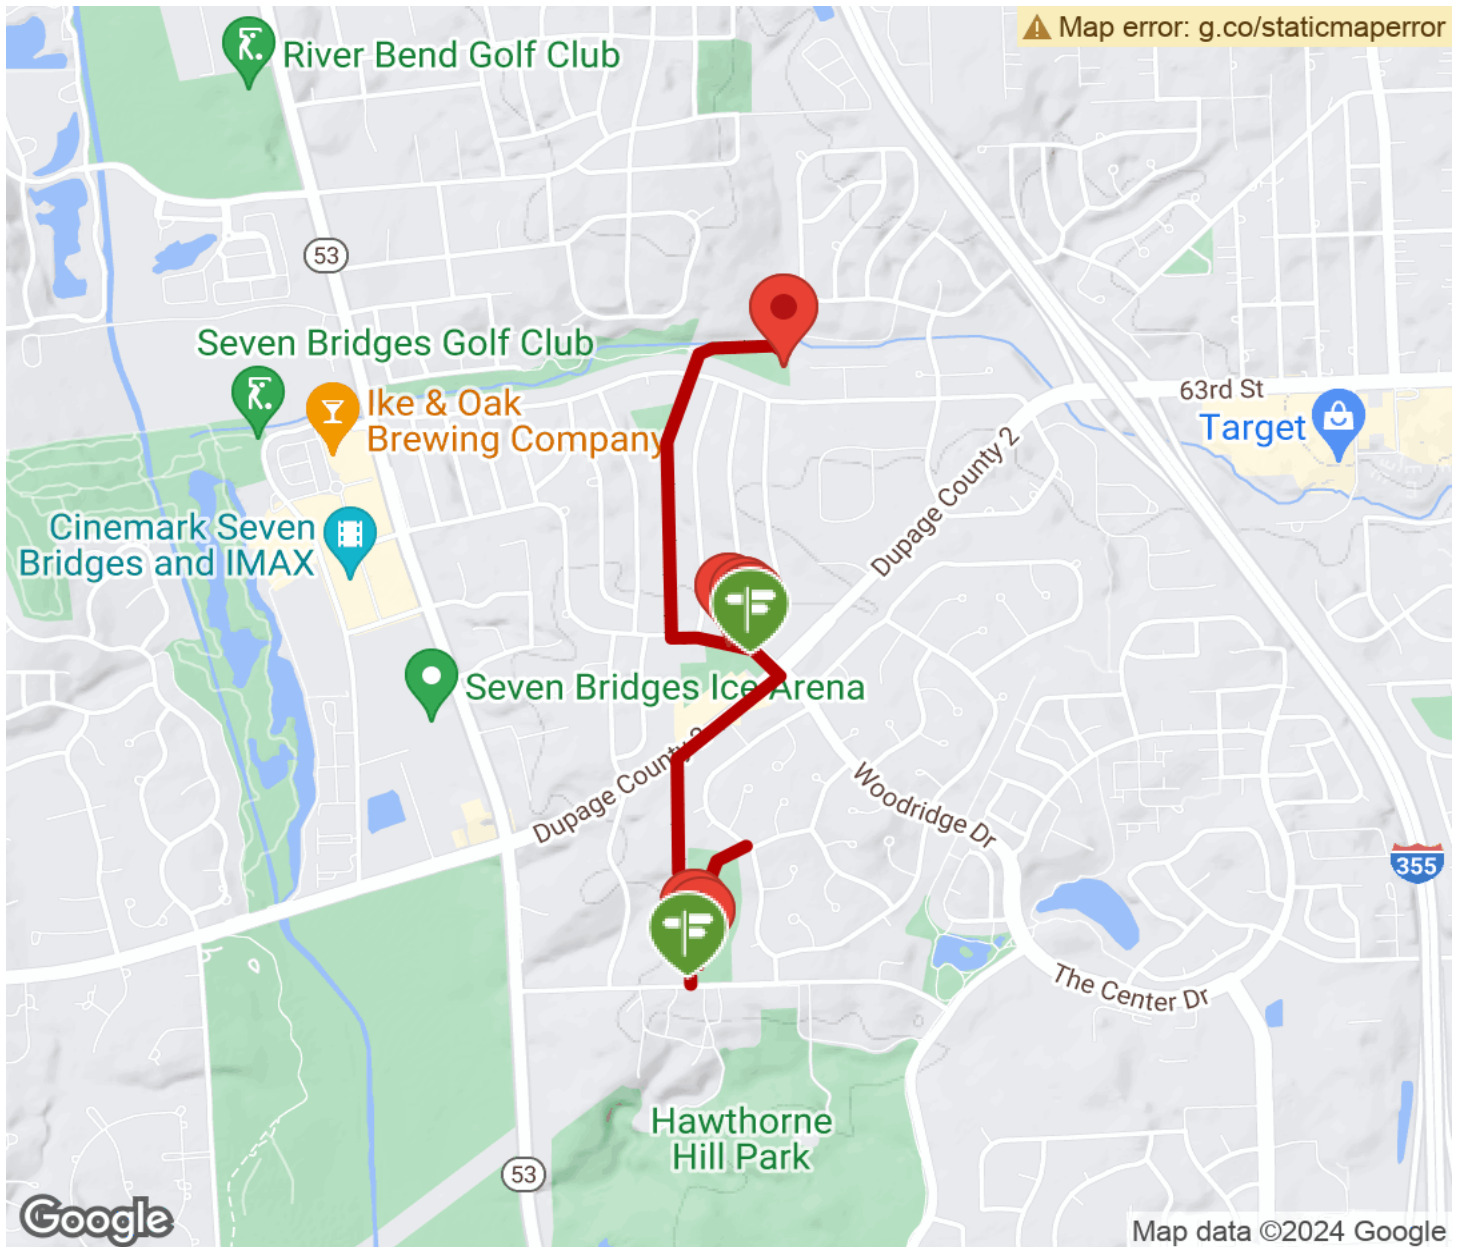 Map error: g.co/staticmaperror
River Bend Golf Club
53
Seven Bridges Golf Club
Ike & Oak
Brewing Company
63rd St
Target
Dupage County 2
Cinemark Seven
Bridges and IMAX
Seven Bridges Ice Arena
Dupage County 2
Woodridge Dr
355
The Center Dr
Hawthorne
Hill Park
53
Google
Map data ©2024 Google